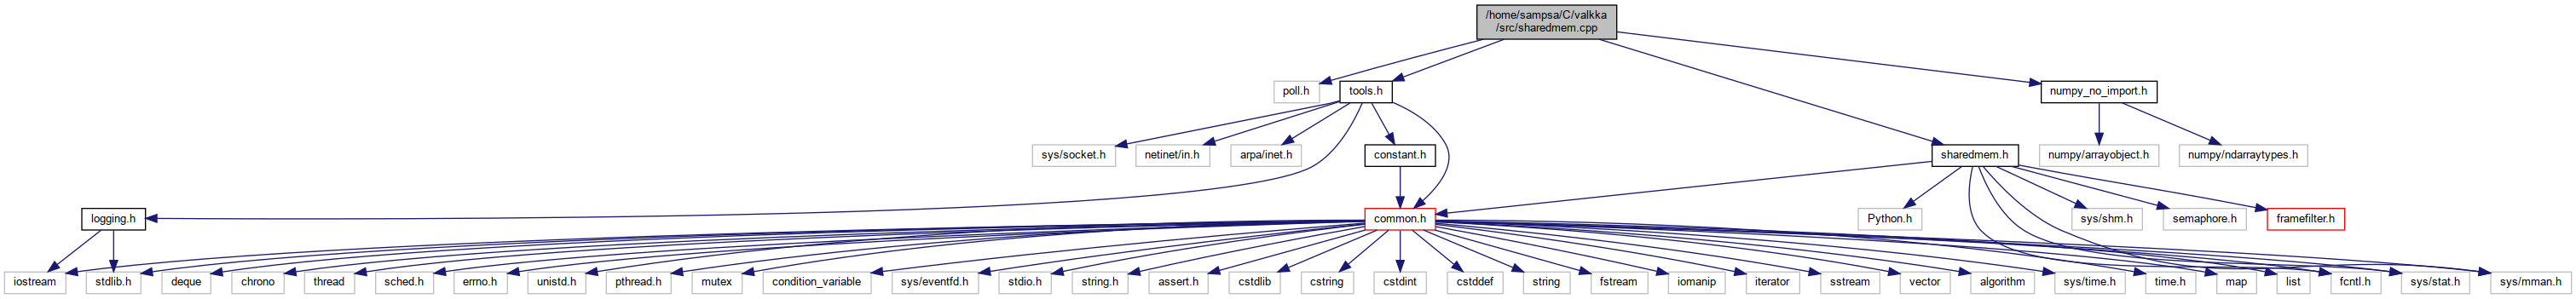 /home/sampsa/C/valkka
/src/sharedmem.cpp
poll.h
tools.h
numpy_no_import.h
sys/socket.h
netinet/in.h
arpa/inet.h
constant.h
sharedmem.h
numpy/arrayobject.h
numpy/ndarraytypes.h
logging.h
common.h
Python.h
sys/shm.h
semaphore.h
framefilter.h
iostream
stdlib.h
deque
chrono
thread
sched.h
errno.h
unistd.h
pthread.h
mutex
condition_variable
sys/eventfd.h
stdio.h
string.h
assert.h
cstdlib
cstring
cstdint
cstddef
string
fstream
iomanip
iterator
sstream
vector
algorithm
sys/time.h
time.h
map
list
fcntl.h
sys/stat.h
sys/mman.h